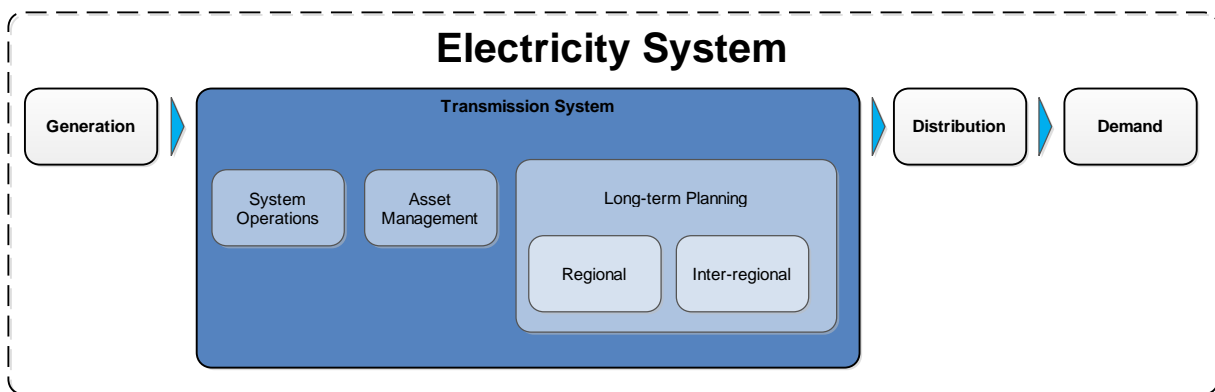 Electricity System
Generation
Transmission System
System
Operations
Asset
Management
Long-term Planning
Regional
Inter-regional
Distribution
Demand